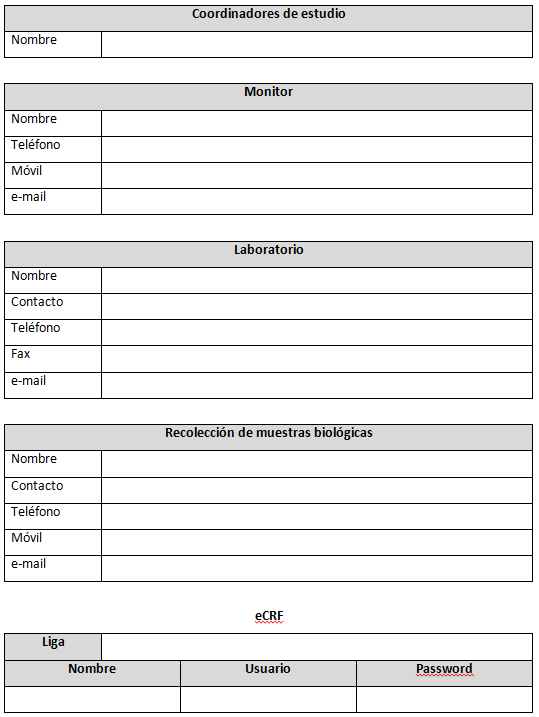 Coordinadores de estudio
Nombre
Monitor
Nombre
Teléfono
Móvil
e-mail
Laboratorio
Nombre
Contacto
Teléfono
Fax
e-mail
Recolección de muestras biológicas
Nombre
Contacto
Teléfono
Móvil
e-mail
eCRF
Liga
Nombre Usuario Password